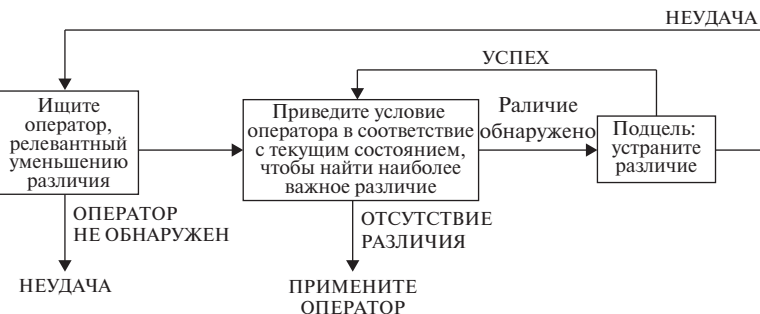 НЕУДАЧА
УСПЕХ
Ищите
оператор,
релевантный
уменьшению
различия
Приведите условие
оператора в соответствие
с текущим состоянием,
чтобы найти наиболее
важное различие
Раличие
обнаружено
Подцель:
устраните
различие
ОПЕРАТОР
НЕ ОБНАРУЖЕН
ОТСУТСТВИЕ
РАЗЛИЧИЯ
НЕУДАЧА
ПРИМЕНИТЕ
ОПЕРАТОР